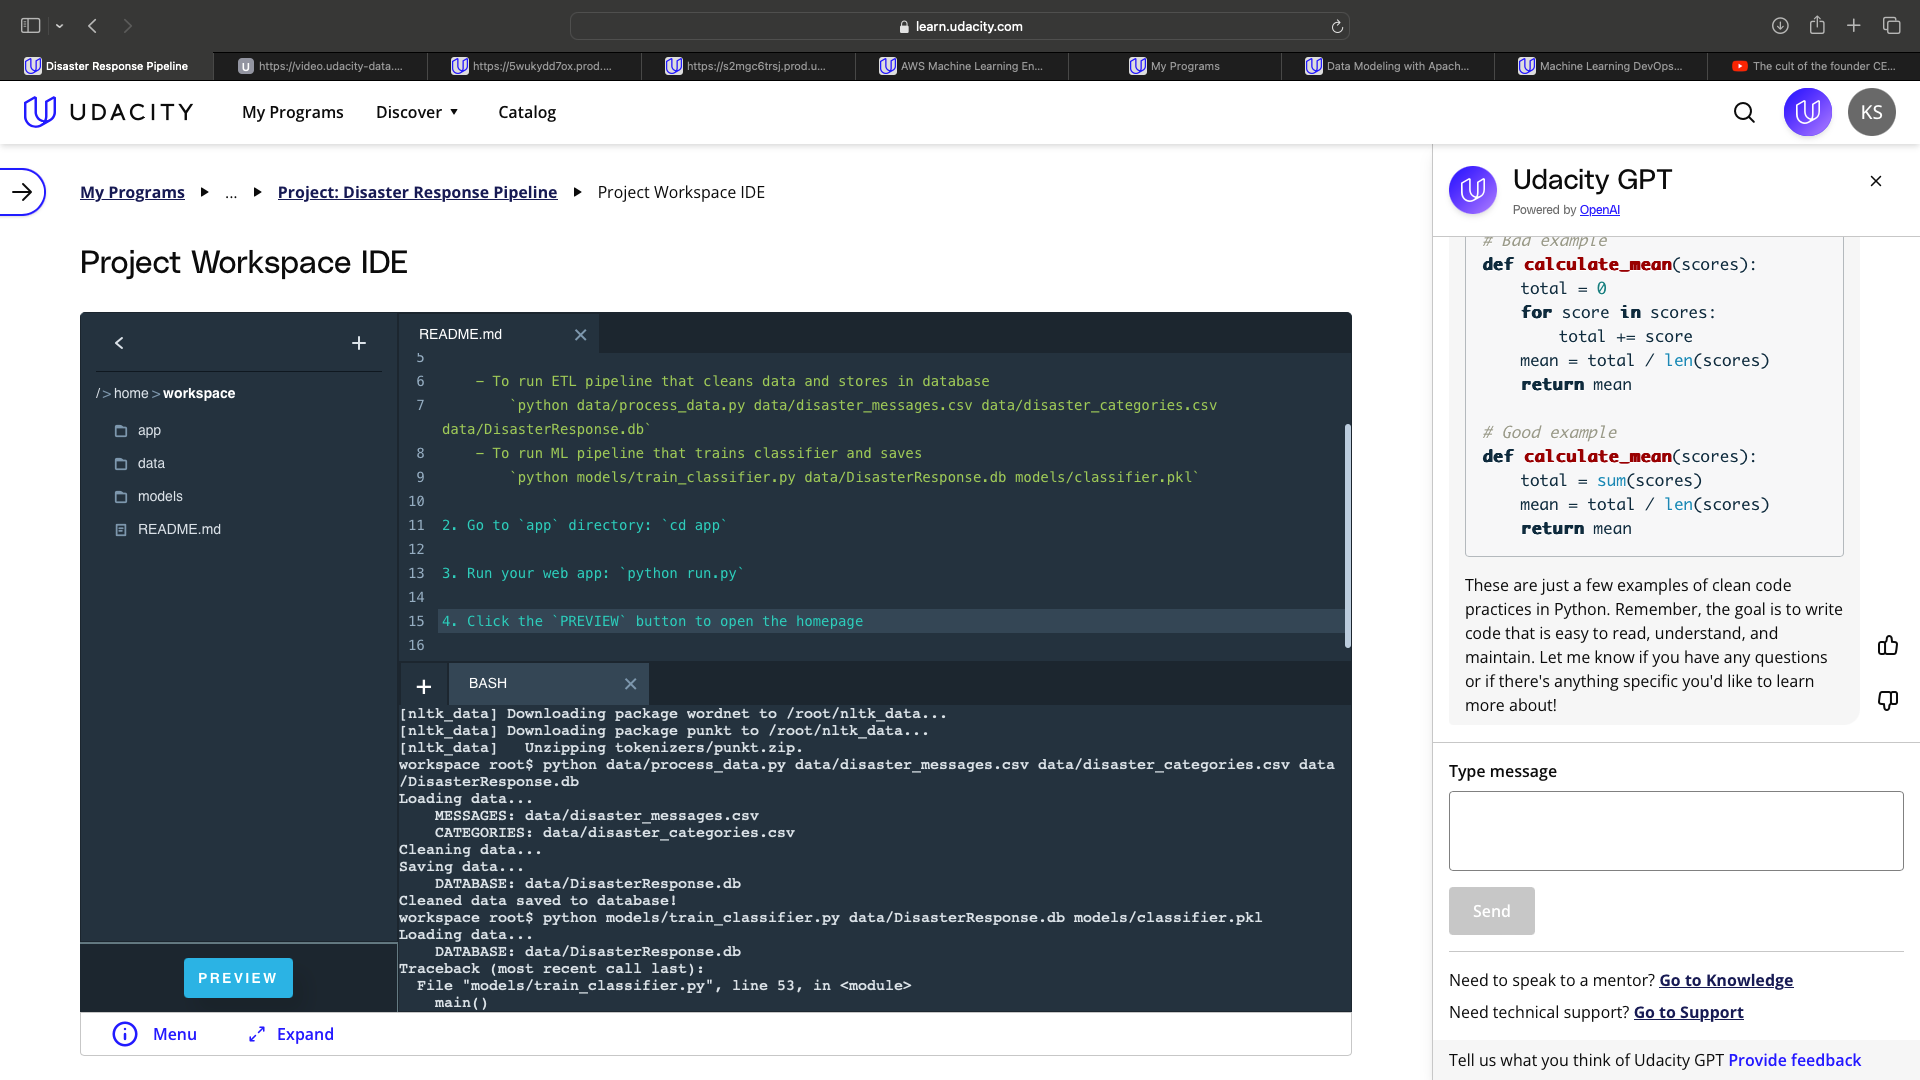 learn.udacity.com
Disaster Response Pipeline
https://video.udacity-data....
https://5wukydd7ox.prod....
https://s2mgc6trsj.prod.u...
AWS Machine Learning En...
My Programs
Data Modeling with Apach...
Machine Learning DevOps...
The cult of the founder CE...
UDACITY
My Programs
Discover
Catalog
KS
My Programs
...
Project: Disaster Response Pipeline
Project Workspace IDE
Project Workspace IDE
/ > home > workspace
app
data
models
README.md
PREVIEW
README.md
5
6 - To run ETL pipeline that cleans data and stores in database
7 `python data/process_data.py data/disaster_messages.csv data/disaster_categories.csv
data/DisasterResponse.db`
8 - To run ML pipeline that trains classifier and saves
9 `python models/train_classifier.py data/DisasterResponse.db models/classifier.pkl`
10
11 2. Go to `app` directory: `cd app`
12
13 3. Run your web app: `python run.py`
14
15 4. Click the `PREVIEW` button to open the homepage
16
BASH
[nltk_data] Downloading package wordnet to /root/nltk_data...
[nltk_data] Downloading package punkt to /root/nltk_data...
[nltk_data]   Unzipping tokenizers/punkt.zip.
workspace root$ python data/process_data.py data/disaster_messages.csv data/disaster_categories.csv data
/DisasterResponse.db
Loading data...
MESSAGES: data/disaster_messages.csv
CATEGORIES: data/disaster_categories.csv
Cleaning data...
Saving data...
DATABASE: data/DisasterResponse.db
Cleaned data saved to database!
workspace root$ python models/train_classifier.py data/DisasterResponse.db models/classifier.pkl
Loading data...
DATABASE: data/DisasterResponse.db
Traceback (most recent call last):
File "models/train_classifier.py", line 53, in <module>
main()
Menu
Expand
Udacity GPT
Powered by OpenAI
# Bad example
def calculate_mean(scores):
total = 0
for score in scores:
total += score
mean = total / len(scores)
return mean
# Good example
def calculate_mean(scores):
total = sum(scores)
mean = total / len(scores)
return mean
These are just a few examples of clean code
practices in Python. Remember, the goal is to write
code that is easy to read, understand, and
maintain. Let me know if you have any questions
or if there's anything specific you'd like to learn
more about!
Type message
Send
Need to speak to a mentor? Go to Knowledge
Need technical support? Go to Support
Tell us what you think of Udacity GPT Provide feedback